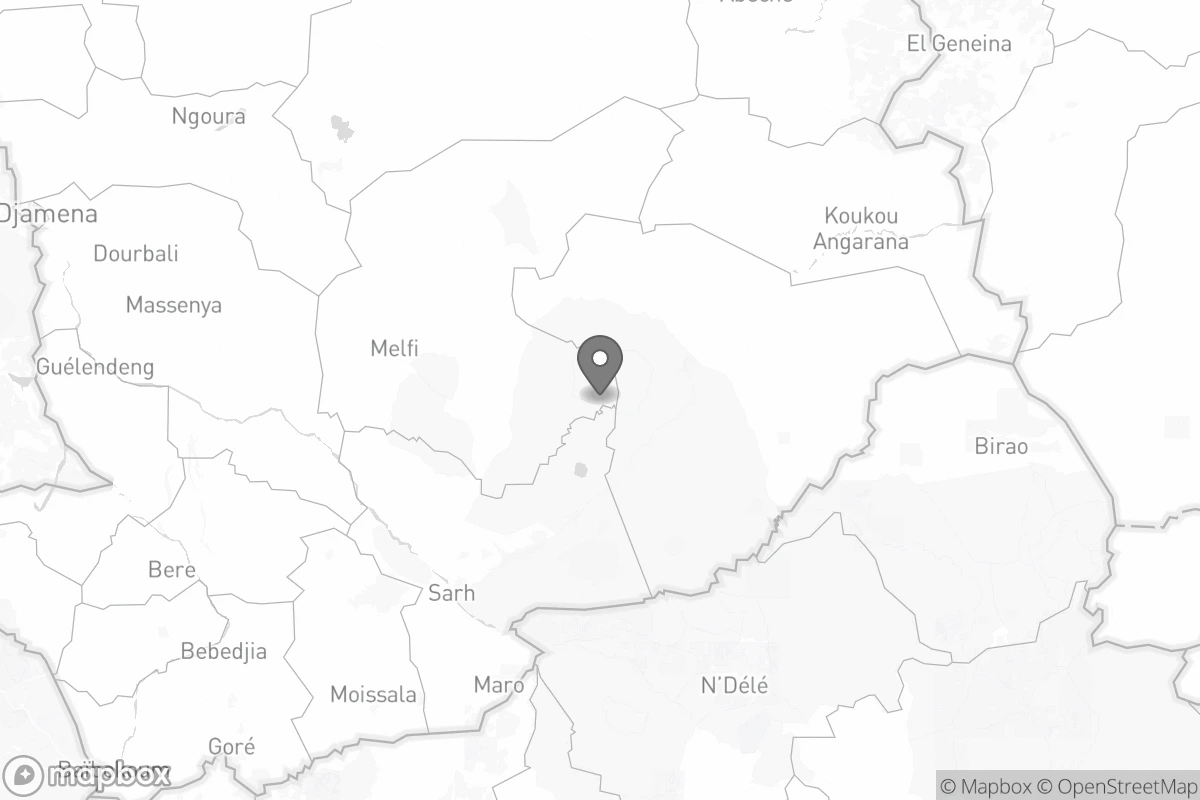 El Geneina
Ngoura
Djamena
Koukou
Angarana
Dourbali
Massenya
Melfi
Guélendeng
Birao
Bere
Sarh
Bebedjia
Maro
N'Délé
Moissala
Goré
mapbox
© Mapbox © OpenStreetMap